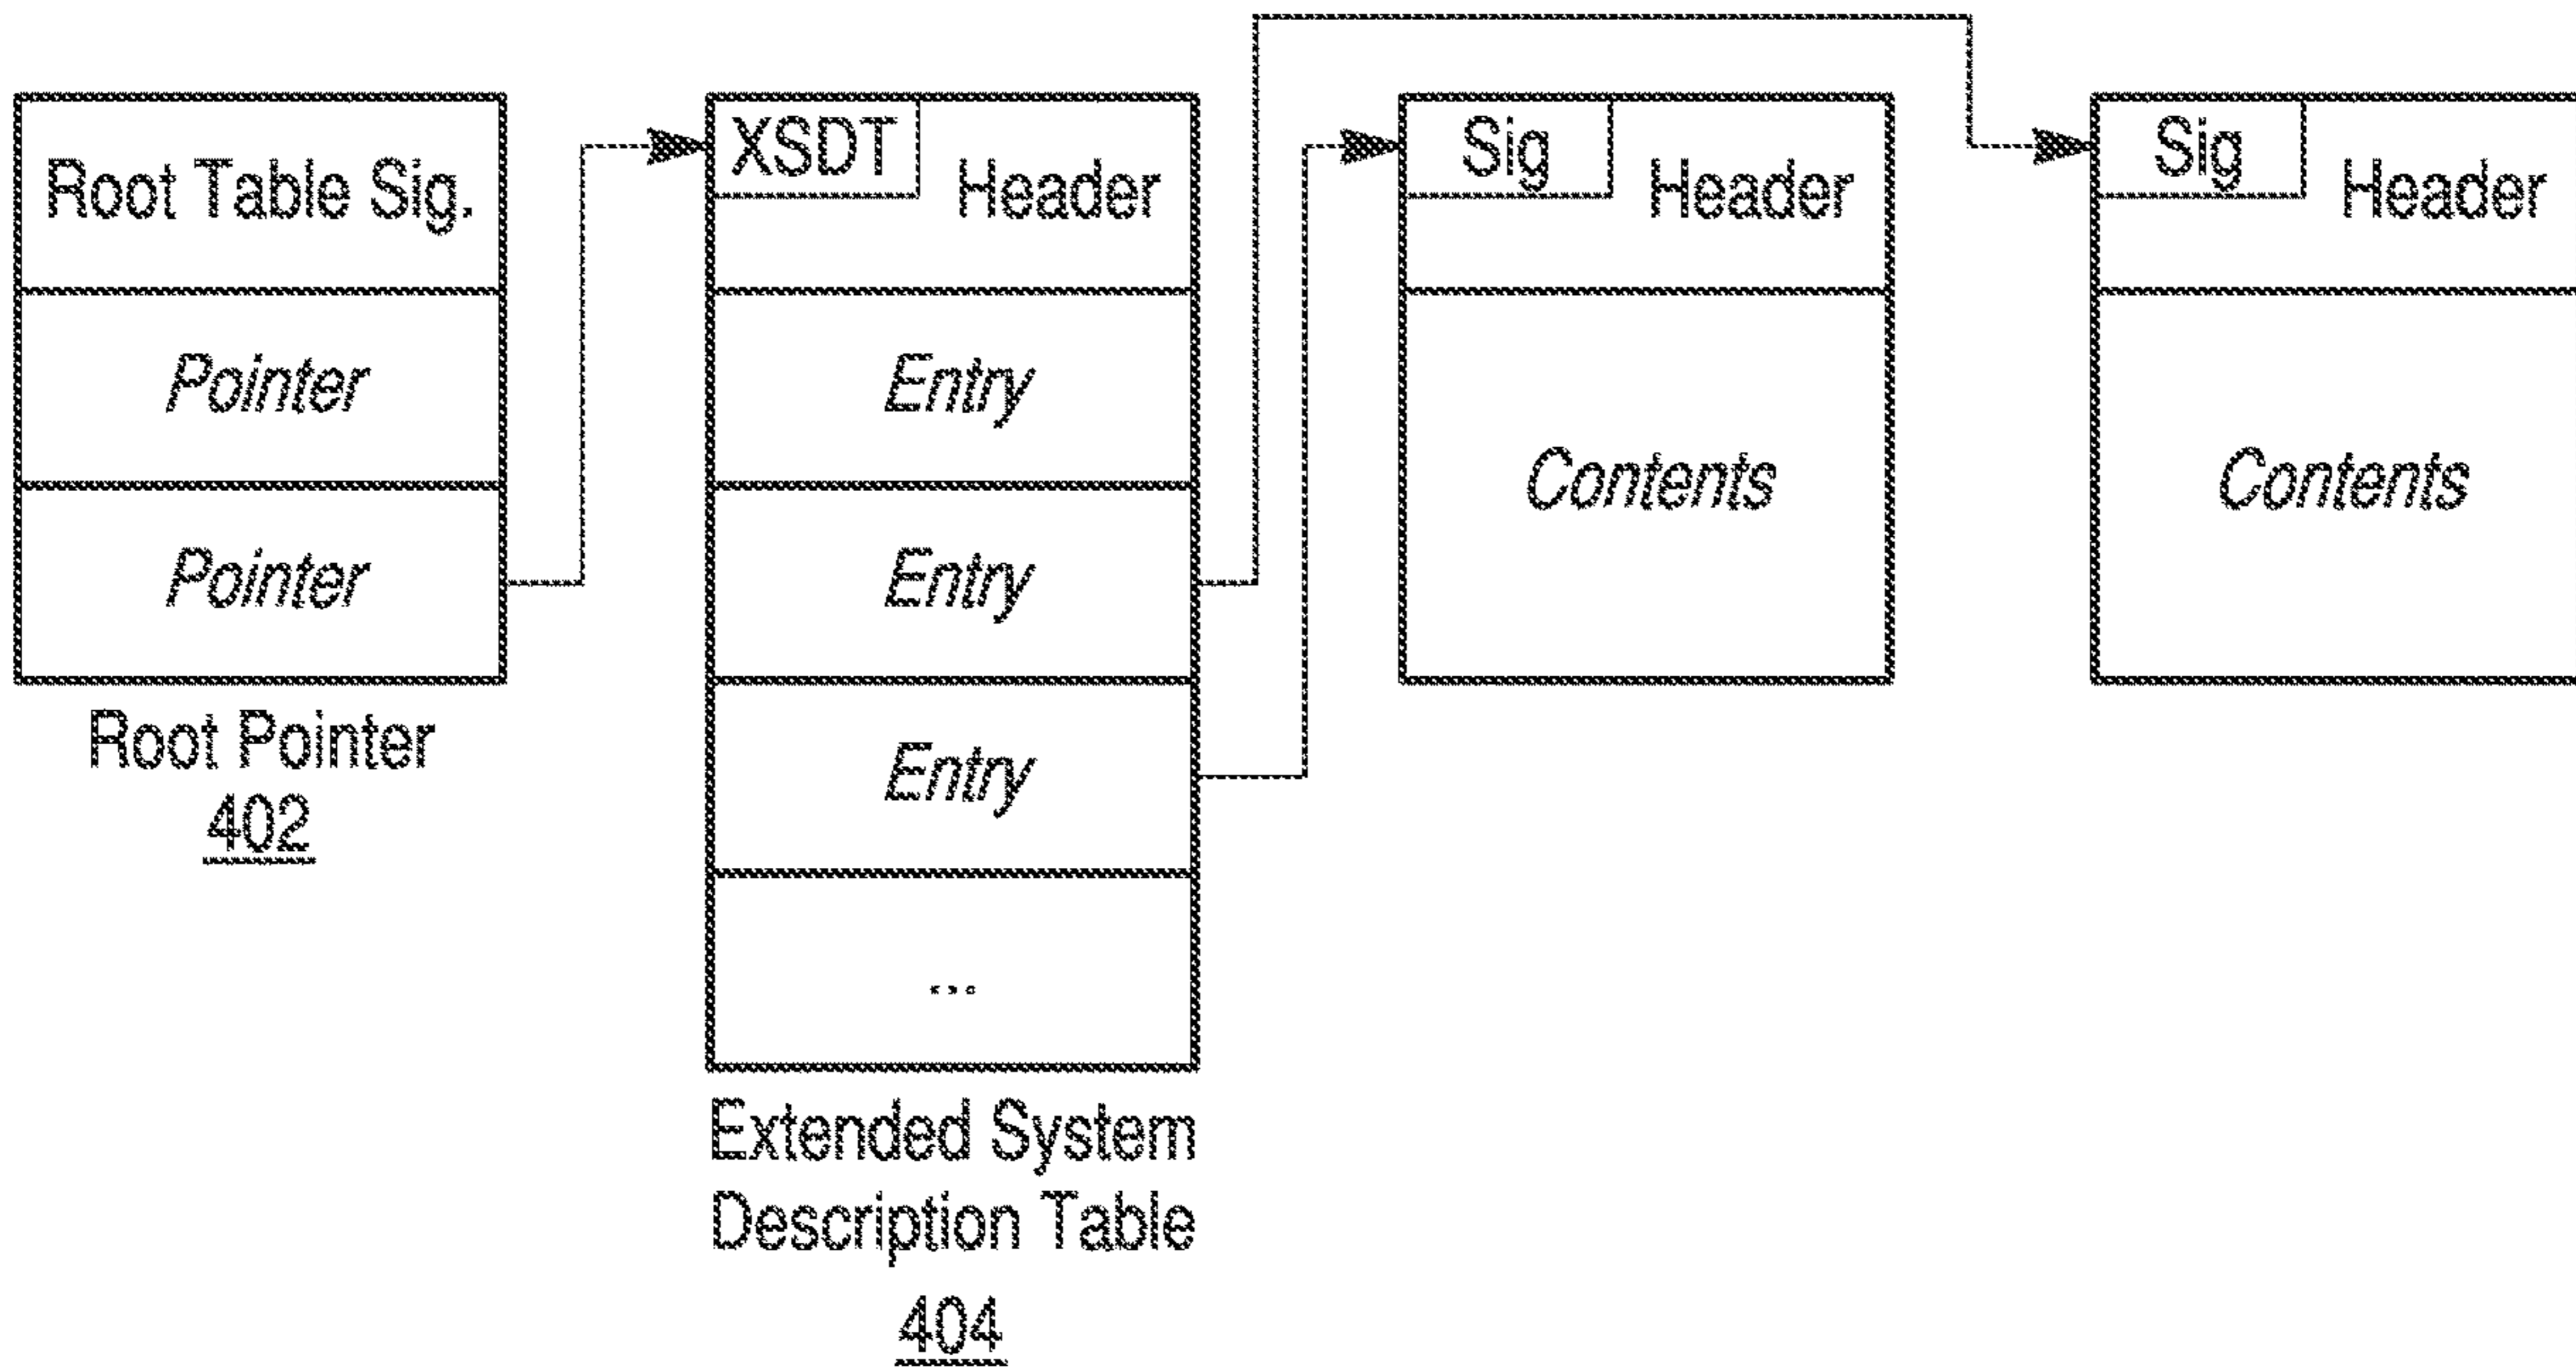 Root Table Sig.
Pointer
Pointer
Root Pointer
402
XSDT
Header
Entry
Entry
Entry
...
Extended System
Description Table
404
Sig
Header
Contents
Sig
Header
Contents